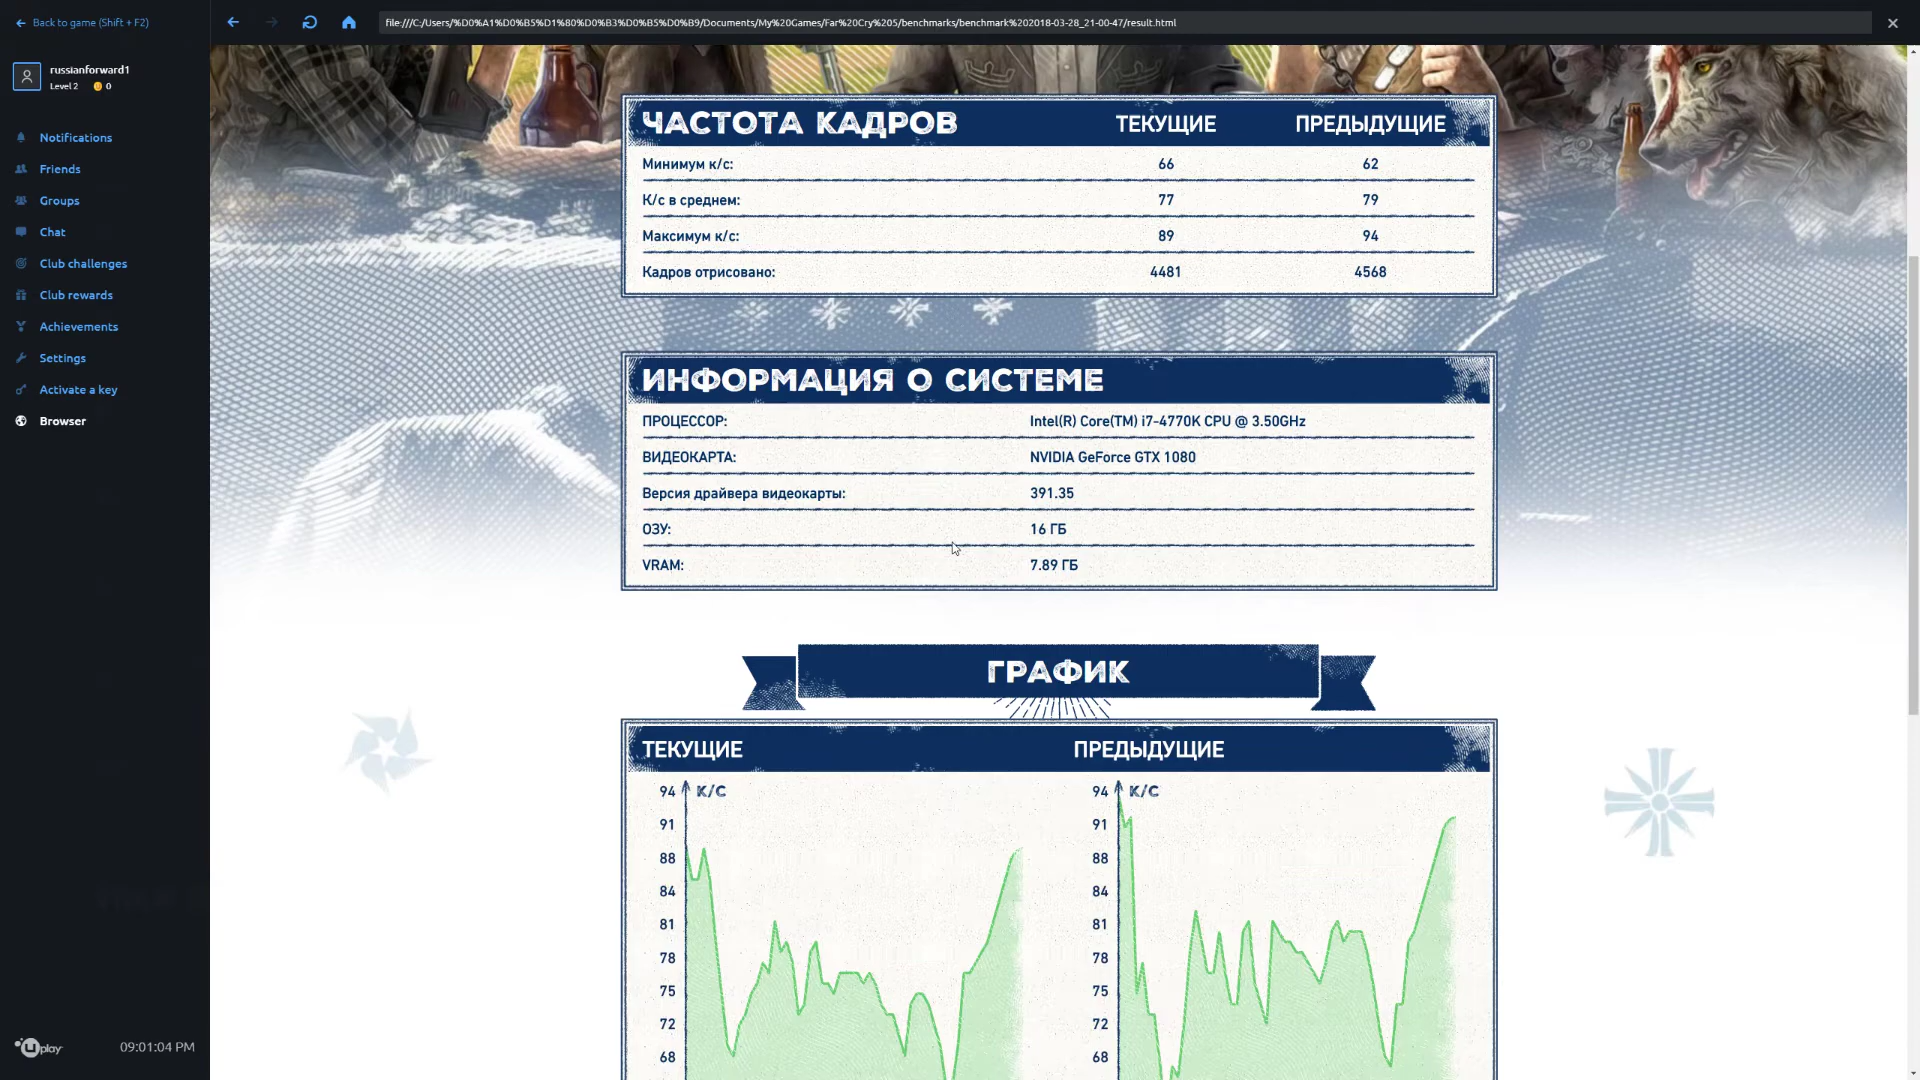 Back to game (Shift + F2)
file:///C:/Users/%D0%A1%D0%B5%D1%80%D0%B3%D0%B5%D0%B9/Documents/My%20Games/Far%20Cry%205/benchmarks/benchmark%202018-03-28_21-00-47/result.html
russianforward1
Level 2 0
Notifications
Friends
Groups
Chat
Club challenges
Club rewards
Achievements
Settings
Activate a key
Browser
uplay 09:01:04 PM
ЧАСТОТА КАДРОВ ТЕКУЩИЕ ПРЕДЫДУЩИЕ
Минимум к/с: 66 62
К/с в среднем: 77 79
Максимум к/с: 89 94
Кадров отрисовано: 4481 4568
ИНФОРМАЦИЯ О СИСТЕМЕ
ПРОЦЕССОР: Intel(R) Core(TM) i7-4770K CPU @ 3.50GHz
ВИДЕОКАРТА: NVIDIA GeForce GTX 1080
Версия драйвера видеокарты: 391.35
ОЗУ: 16 ГБ
VRAM: 7.89 ГБ
ГРАФИК
ТЕКУЩИЕ ПРЕДЫДУЩИЕ
94 К/С 94 К/С
91 91
88 88
84 84
81 81
78 78
75 75
72 72
68 68